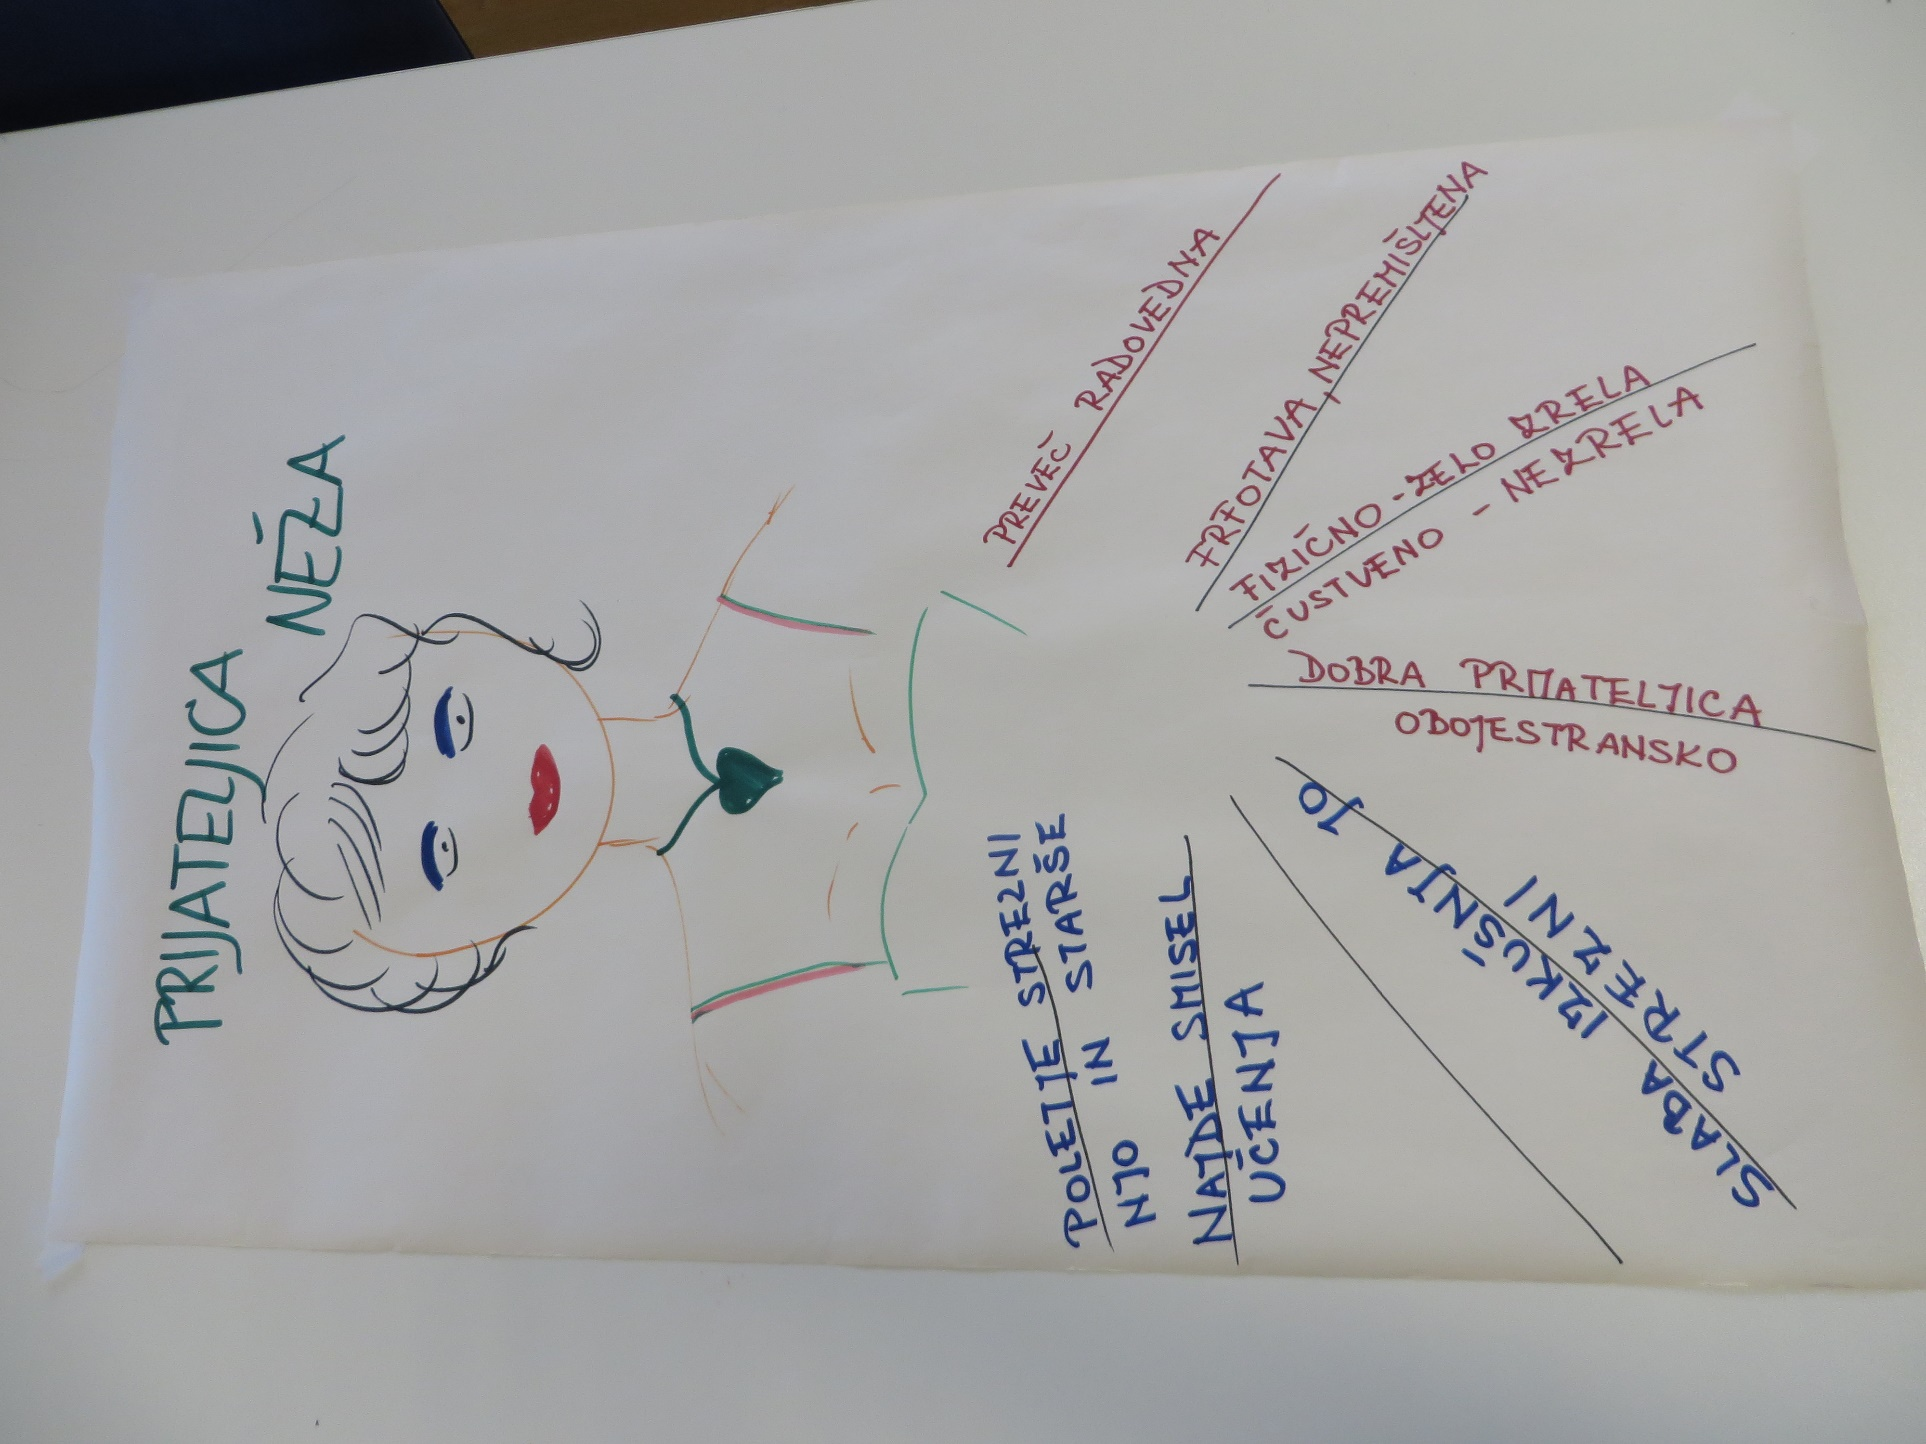 PRIJATELJICA NEŽA
POLETJE STREZNI
NJO IN STARŠE
NAJDE SMISEL
UČENJA
SLABA IZKUŠNJA JO
STREZNI
DOBRA PRIJATELJICA
OBOJESTRANSKO
FIZIČNO - ZELO ZRELA
ČUSTVENO - NEZRELA
FRFOTAVA, NEPREMIŠLJENA
PREVEČ RADOVEDNA